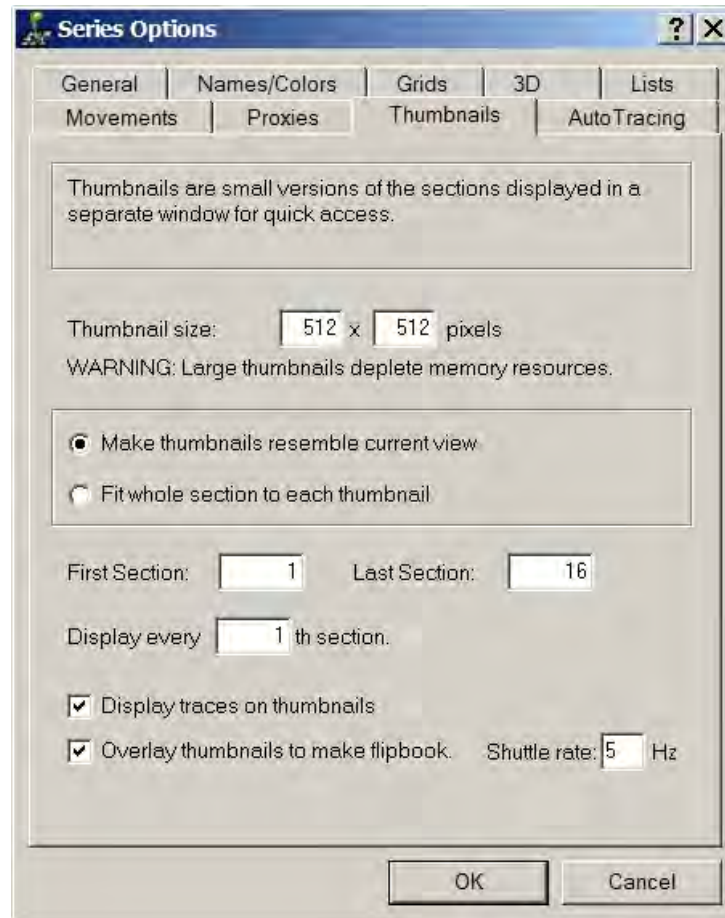 Series Options
General Names/Colors Grids 3D Lists
Movements Proxies Thumbnails AutoTracing
Thumbnails are small versions of the sections displayed in a
separate window for quick access.
Thumbnail size: 512 x 512 pixels
WARNING: Large thumbnails deplete memory resources.
Make thumbnails resemble current view
Fit whole section to each thumbnail
First Section: 1 Last Section: 16
Display every 1 th section.
Display traces on thumbnails
Overlay thumbnails to make flipbook. Shuttle rate: 5 Hz
OK Cancel